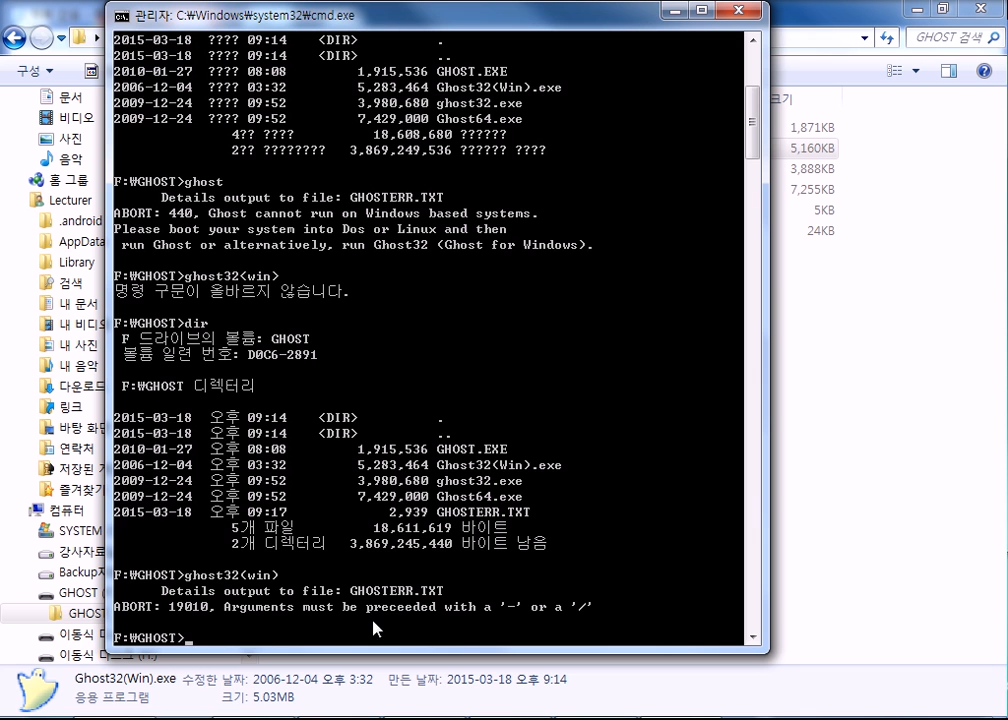 관리자: C:₩Windows₩system32₩cmd.exe
GHOST 검색
구성
문서
비디오
사진
음악
홈 그룹
Lecturer
.android
AppData
Library
검색
내 문서
내 비디오
내 사진
내 음악
다운로드
링크
바탕 화면
연락처
저장된
즐겨찾기
컴퓨터
SYSTEM
강사자료
Backup
GHOST (
GHOST
이동식
이동식
2015-03-18 ???? 09:14 <DIR> .
2015-03-18 ???? 09:14 <DIR> ..
2010-01-27 ???? 08:08 1,915,536 GHOST.EXE
2006-12-04 ???? 03:32 5,283,464 Ghost32(Win).exe
2009-12-24 ???? 09:52 3,980,680 ghost32.exe
2009-12-24 ???? 09:52 7,429,000 Ghost64.exe
4?? ???? 18,608,680 ??????
2?? ???????? 3,869,249,536 ?????? ????
F:₩GHOST>ghost
Details output to file: GHOSTERR.TXT
ABORT: 440, Ghost cannot run on Windows based systems.
Please boot your system into Dos or Linux and then
run Ghost or alternatively, run Ghost32 (Ghost for Windows).
F:₩GHOST>ghost32(win)
명령 구문이 올바르지 않습니다.
F:₩GHOST>dir
F 드라이브의 볼륨: GHOST
볼륨 일련 번호: D0C6-2891
F:₩GHOST 디렉터리
2015-03-18 오후 09:14 <DIR> .
2015-03-18 오후 09:14 <DIR> ..
2010-01-27 오후 08:08 1,915,536 GHOST.EXE
2006-12-04 오후 03:32 5,283,464 Ghost32(Win).exe
2009-12-24 오후 09:52 3,980,680 ghost32.exe
2009-12-24 오후 09:52 7,429,000 Ghost64.exe
2015-03-18 오후 09:17 2,939 GHOSTERR.TXT
5개 파일 18,611,619 바이트
2개 디렉터리 3,869,245,440 바이트 남음
F:₩GHOST>ghost32(win)
Details output to file: GHOSTERR.TXT
ABORT: 19010, Arguments must be preceeded with a '-' or a '/'
F:₩GHOST>_
크기
1,871KB
5,160KB
3,888KB
7,255KB
5KB
24KB
Ghost32(Win).exe 수정한 날짜: 2006-12-04 오후 3:32 만든 날짜: 2015-03-18 오후 9:14
응용 프로그램 크기: 5.03MB